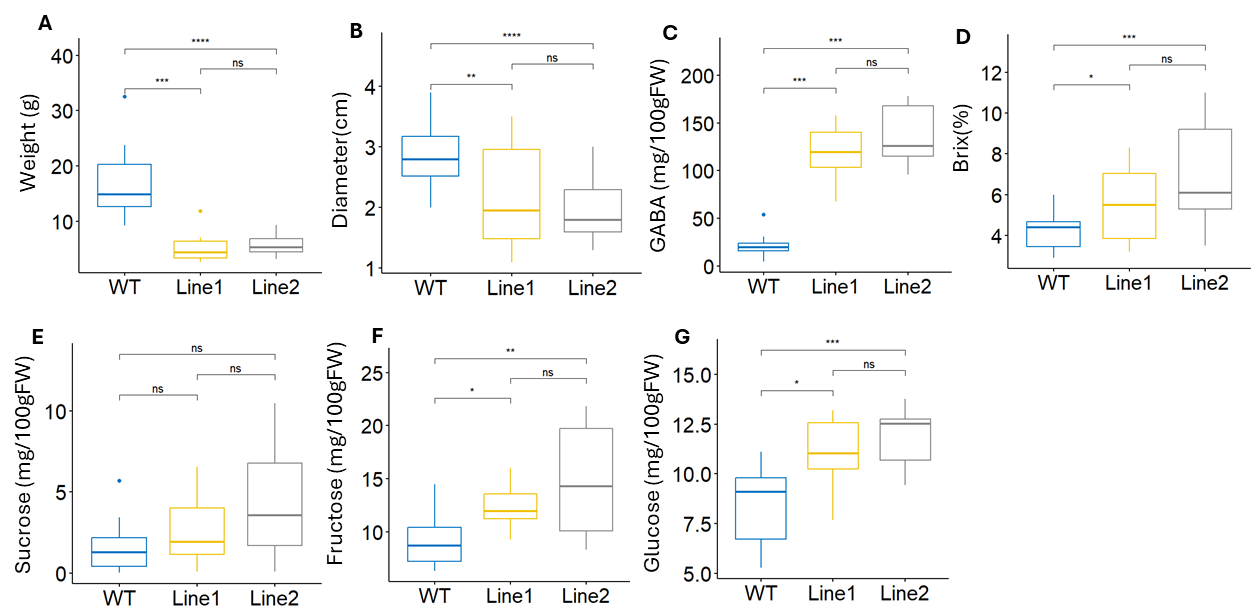 A
Weight (g)
40
30
20
10
****
ns
***
WT Line1 Line2
B
Diameter(cm)
4
3
2
1
****
ns
**
WT Line1 Line2
C
GABA (mg/100gFW)
200
150
100
50
0
***
ns
***
WT Line1 Line2
D
Brix(%)
12
10
8
6
4
***
ns
*
WT Line1 Line2
E
Sucrose (mg/100gFW)
10
5
0
ns
ns
ns
WT Line1 Line2
F
Fructose (mg/100gFW)
25
20
15
10
**
ns
*
WT Line1 Line2
G
Glucose (mg/100gFW)
15.0
12.5
10.0
7.5
5.0
***
ns
*
WT Line1 Line2